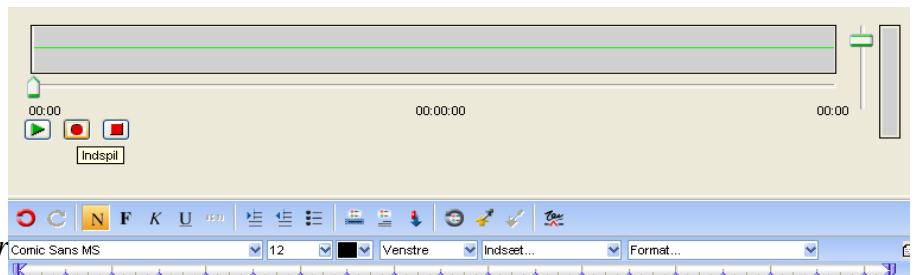 00:00 00:00:00 00:00
Indspil
N F K U
r Comic Sans MS 12 Venstre Indsæt... Format...